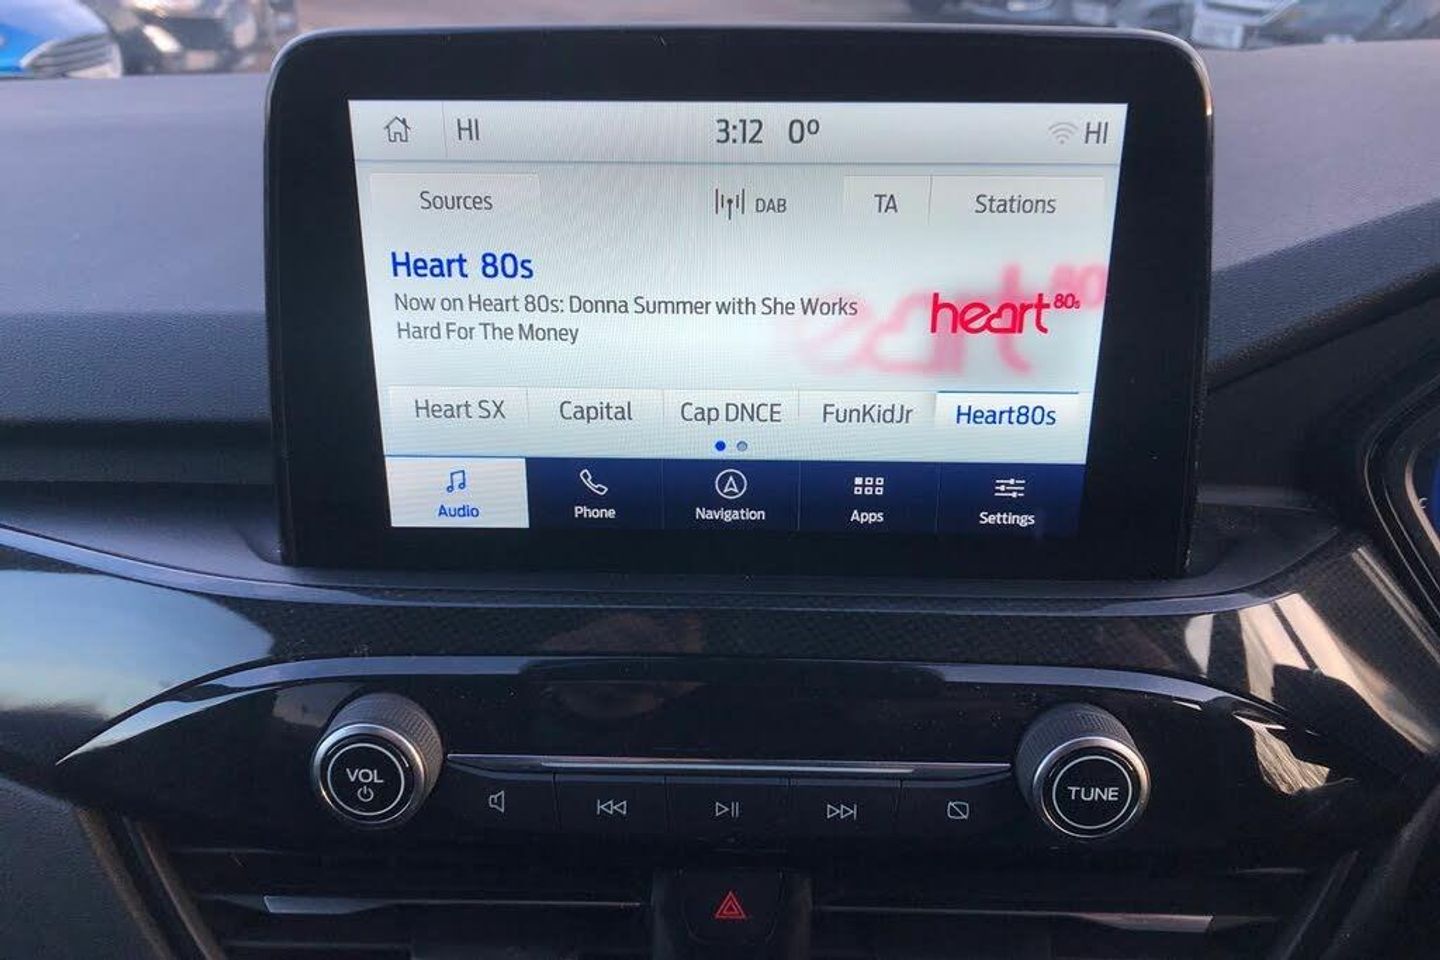 HI 3:12 0º HI
Sources DAB TA Stations
Heart 80s
Now on Heart 80s: Donna Summer with She Works
Hard For The Money
heart 80s
Heart SX Capital Cap DNCE FunKidJr Heart80s
Audio Phone Navigation Apps Settings
VOL TUNE